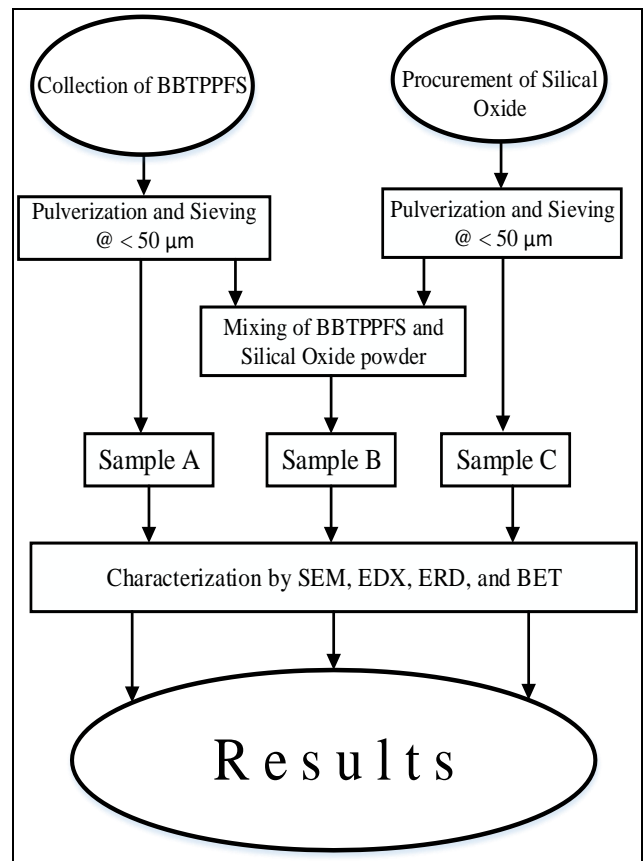 Collection of BBTPPFS
Procurement of Silical
Oxide
Pulverization and Sieving
@ < 50 μm
Pulverization and Sieving
@ < 50 μm
Mixing of BBTPPFS and
Silical Oxide powder
Sample A
Sample B
Sample C
Characterization by SEM, EDX, ERD, and BET
Results